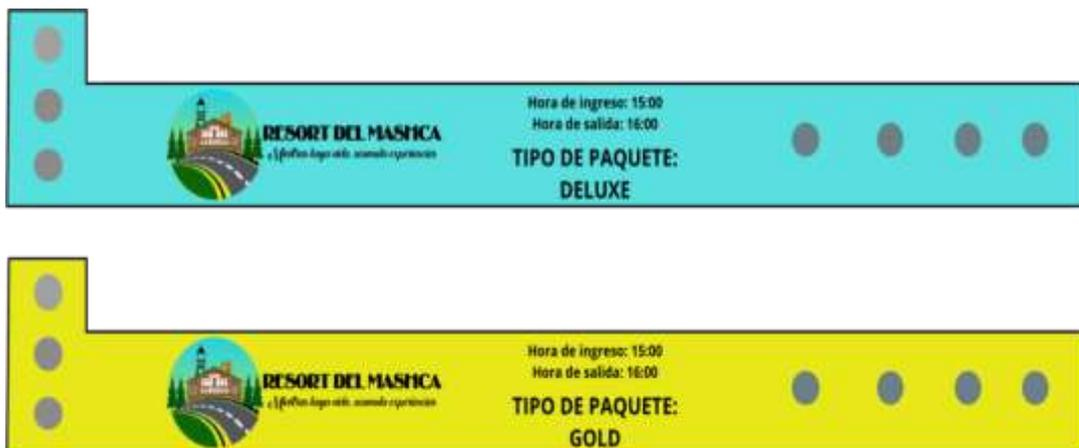 Hora de ingreso: 15:00
Hora de salida: 16:00
RESORT DEL MASHCA
TIPO DE PAQUETE:
DELUXE
Hora de ingreso: 15:00
Hora de salida: 16:00
RESORT DEL MASHCA
TIPO DE PAQUETE:
GOLD